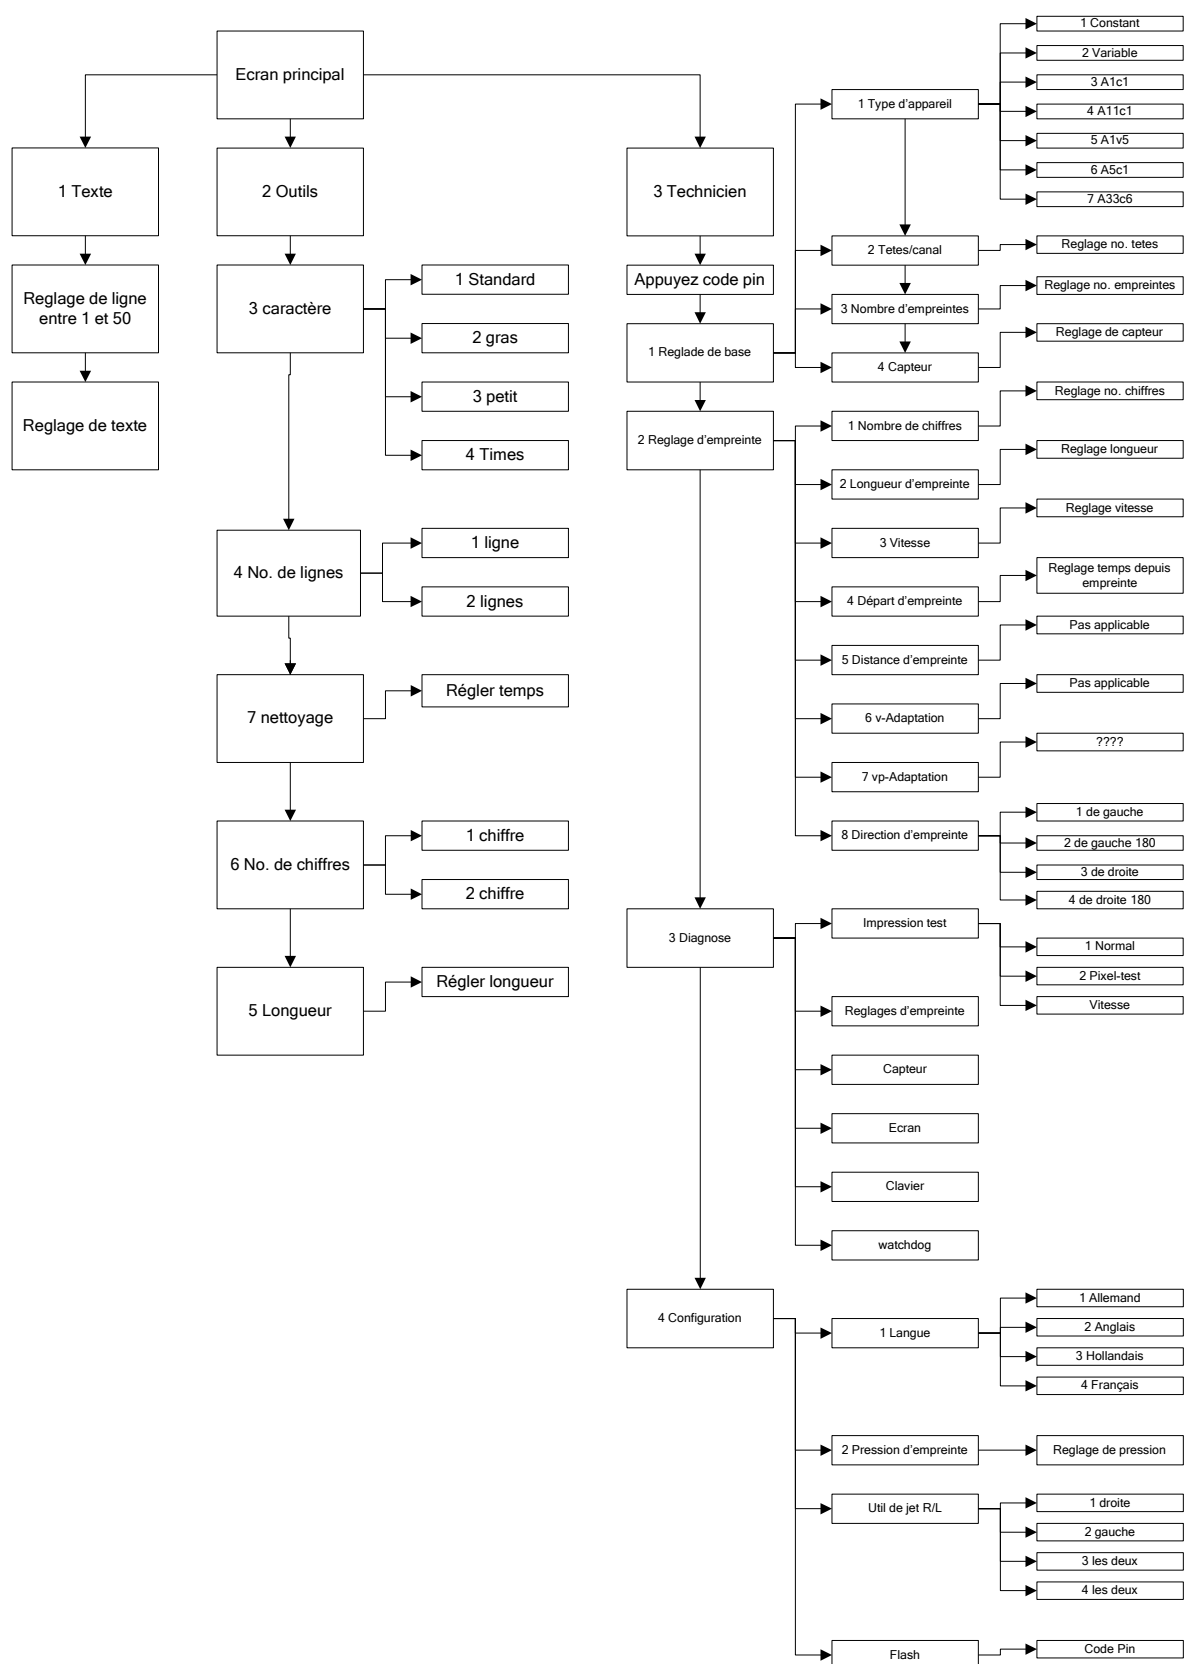 Ecran principal
1 Texte
Reglage de ligne
entre 1 et 50
Reglage de texte
2 Outils
3 caractère
1 Standard
2 gras
3 petit
4 Times
4 No. de lignes
1 ligne
2 lignes
7 nettoyage
Régler temps
6 No. de chiffres
1 chiffre
2 chiffre
5 Longueur
Régler longueur
3 Technicien
Appuyez code pin
1 Reglade de base
1 Type d'appareil
1 Constant
2 Variable
3 A1c1
4 A11c1
5 A1v5
6 A5c1
7 A33c6
2 Tetes/canal
Reglage no. tetes
3 Nombre d'empreintes
Reglage no. empreintes
4 Capteur
Reglage de capteur
2 Reglage d'empreinte
1 Nombre de chiffres
Reglage no. chiffres
2 Longueur d'empreinte
Reglage longueur
3 Vitesse
Reglage vitesse
4 Départ d'empreinte
Reglage temps depuis
empreinte
5 Distance d'empreinte
Pas applicable
6 v-Adaptation
Pas applicable
7 vp-Adaptation
????
8 Direction d'empreinte
1 de gauche
2 de gauche 180
3 de droite
4 de droite 180
3 Diagnose
Impression test
1 Normal
2 Pixel-test
Vitesse
Reglages d'empreinte
Capteur
Ecran
Clavier
watchdog
4 Configuration
1 Langue
1 Allemand
2 Anglais
3 Hollandais
4 Français
2 Pression d'empreinte
Reglage de pression
Util de jet R/L
1 droite
2 gauche
3 les deux
4 les deux
Flash
Code Pin